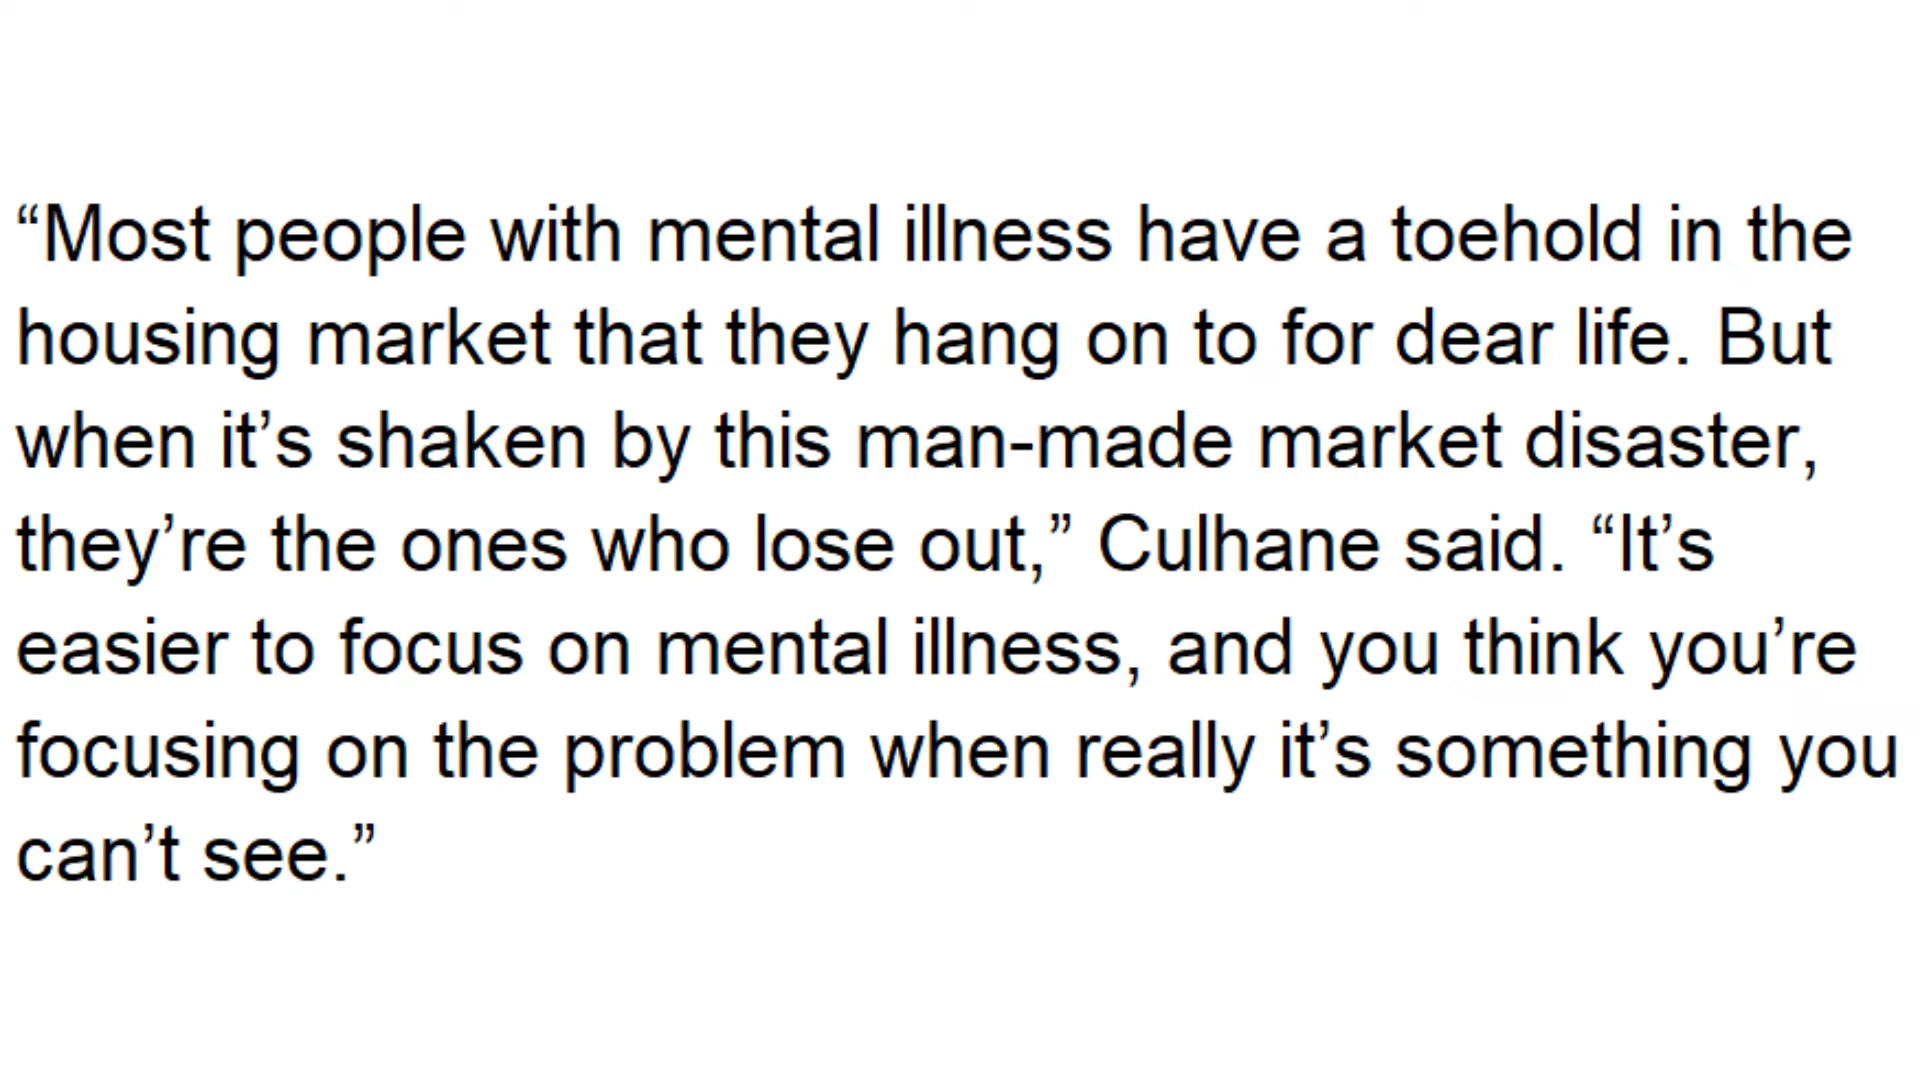 “Most people with mental illness have a toehold in the
housing market that they hang on to for dear life. But
when it’s shaken by this man-made market disaster,
they’re the ones who lose out,” Culhane said. “It’s
easier to focus on mental illness, and you think you’re
focusing on the problem when really it’s something you
can’t see.”